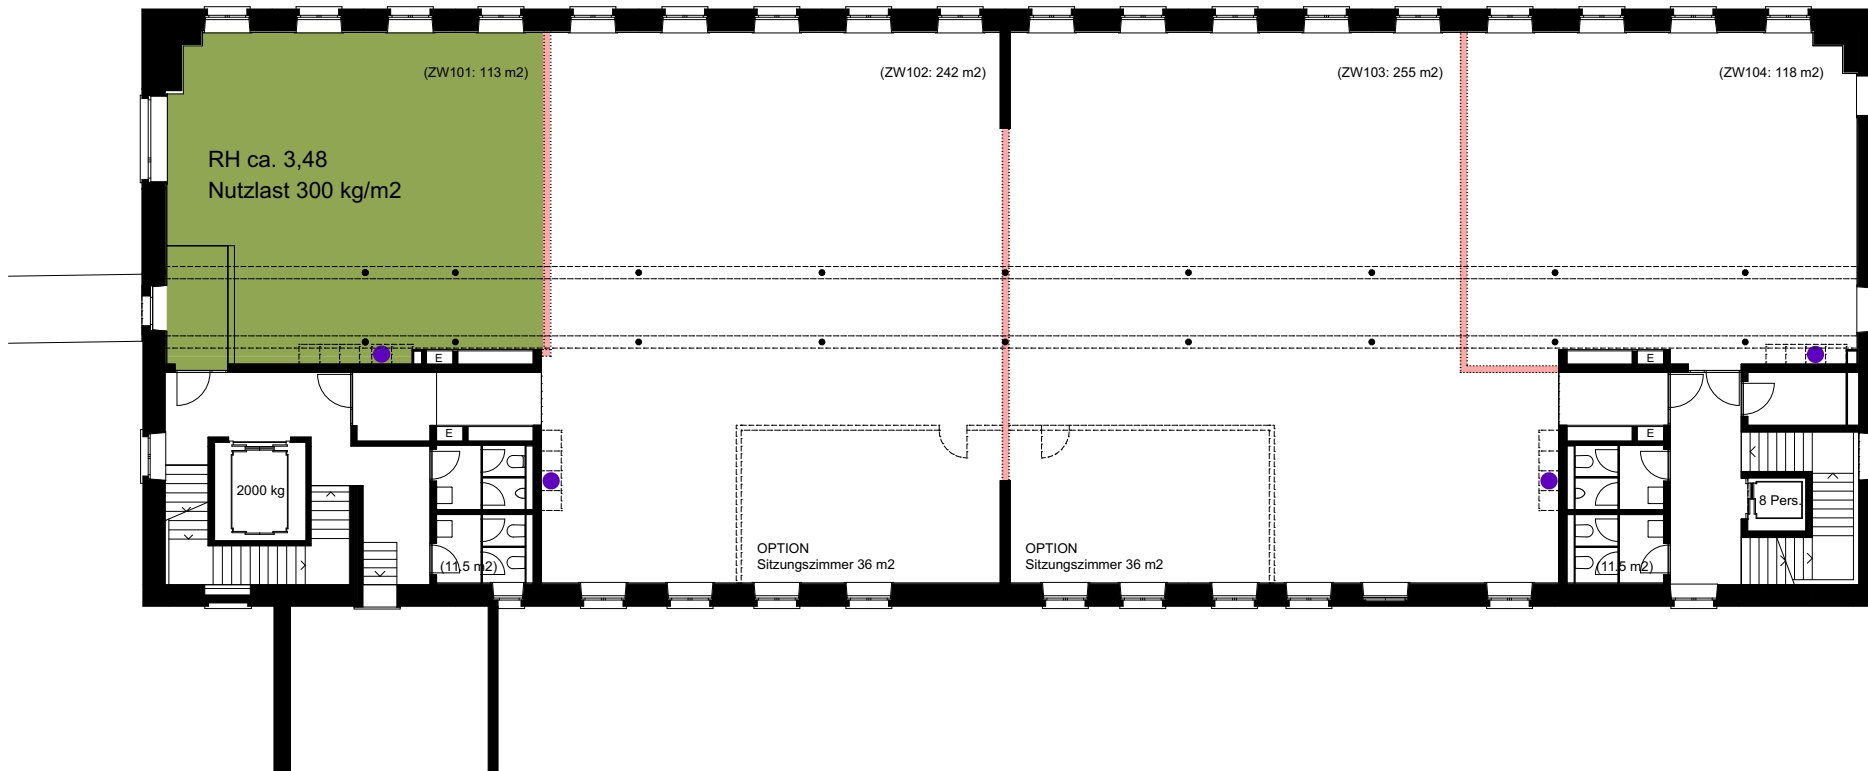 (ZW101: 113 m2)
(ZW102: 242 m2)
(ZW103: 255 m2)
(ZW104: 118 m2)
RH ca. 3,48
Nutzlast 300 kg/m2
E
E
E
E
2000 kg
8 Pers.
OPTION
Sitzungszimmer 36 m2
OPTION
Sitzungszimmer 36 m2
(11.5 m2)
(11.5 m2)